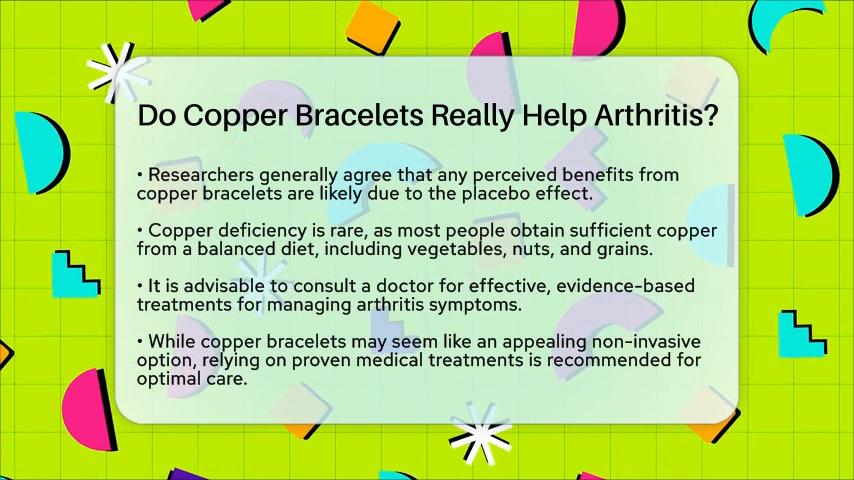 Do Copper Bracelets Really Help Arthritis?
• Researchers generally agree that any perceived benefits from
copper bracelets are likely due to the placebo effect.
• Copper deficiency is rare, as most people obtain sufficient copper
from a balanced diet, including vegetables, nuts, and grains.
• It is advisable to consult a doctor for effective, evidence-based
treatments for managing arthritis symptoms.
• While copper bracelets may seem like an appealing non-invasive
option, relying on proven medical treatments is recommended for
optimal care.